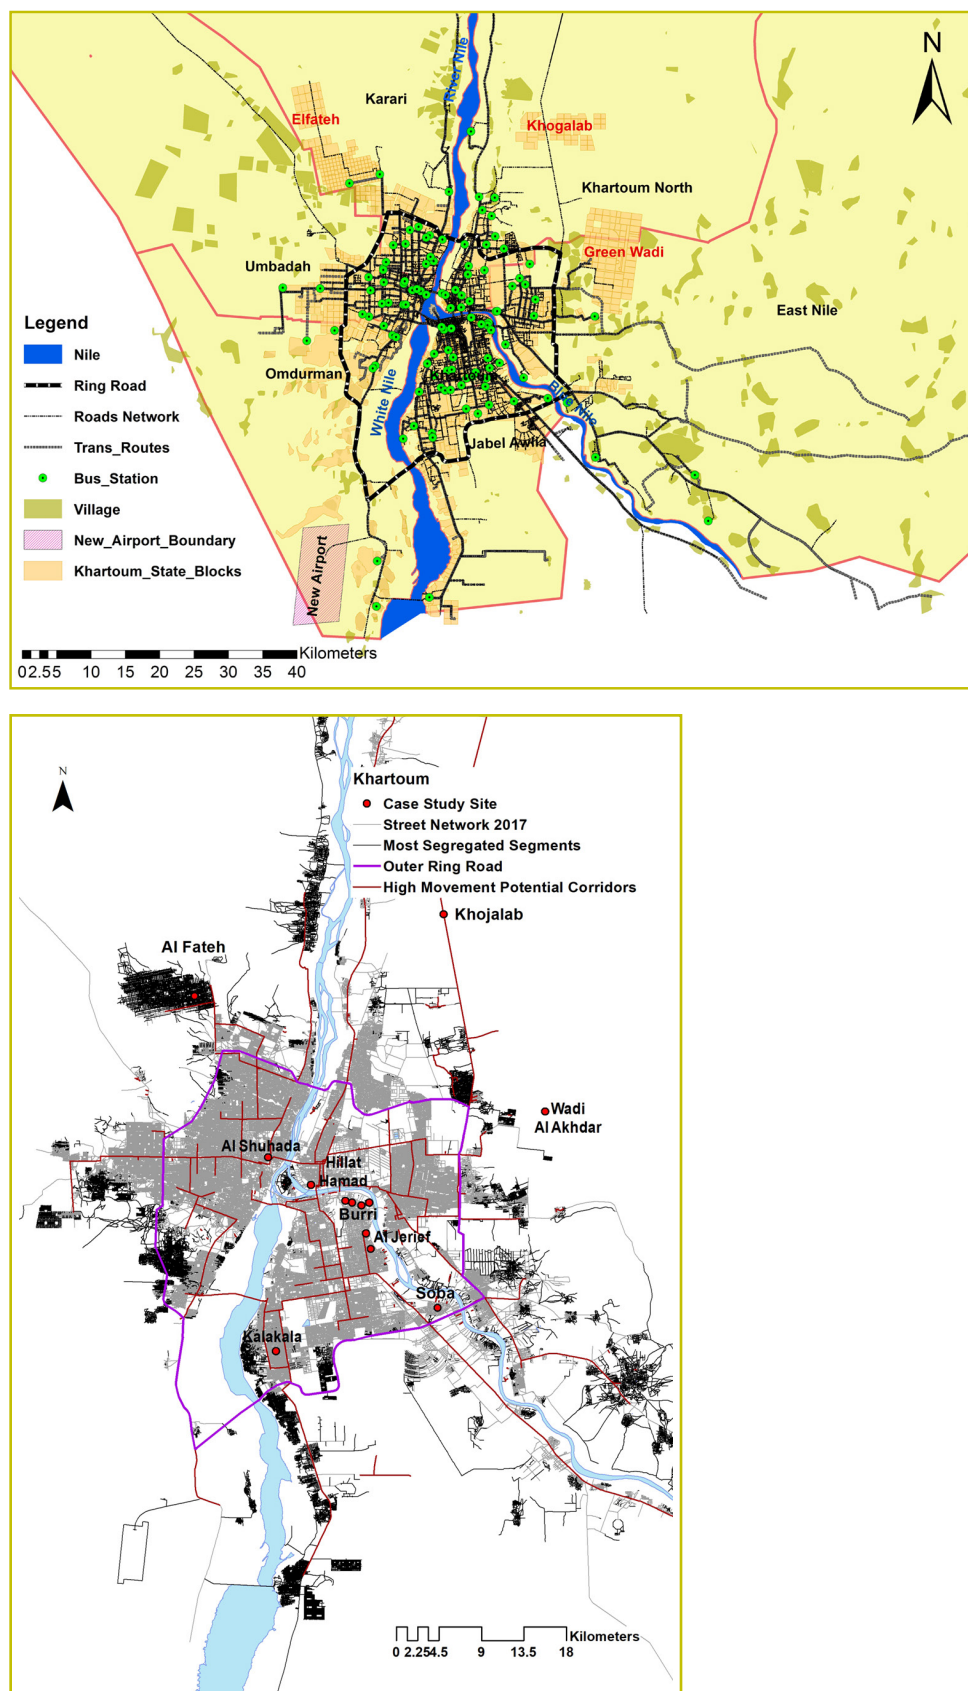 N
River Nile
Karari
Elfateh
Khogalab
Khartoum North
Green Wadi
Umbadah
East Nile
Legend
Nile
Ring Road
Roads Network
Trans_Routes
Bus_Station
Village
New_Airport_Boundary
Khartoum_State_Blocks
Omdurman
White Nile
Khartoum
Blue Nile
Jabel Awlia
New Airport
Kilometers
02.55 10 15 20 25 30 35 40
N
Khartoum
Case Study Site
Street Network 2017
Most Segregated Segments
Outer Ring Road
High Movement Potential Corridors
Khojalab
Al Fateh
Wadi
Al Akhdar
Al Shuhada
Hillat
Hamad
Burri
Al Jerief
Soba
Kalakala
Kilometers
0 2.254.5 9 13.5 18